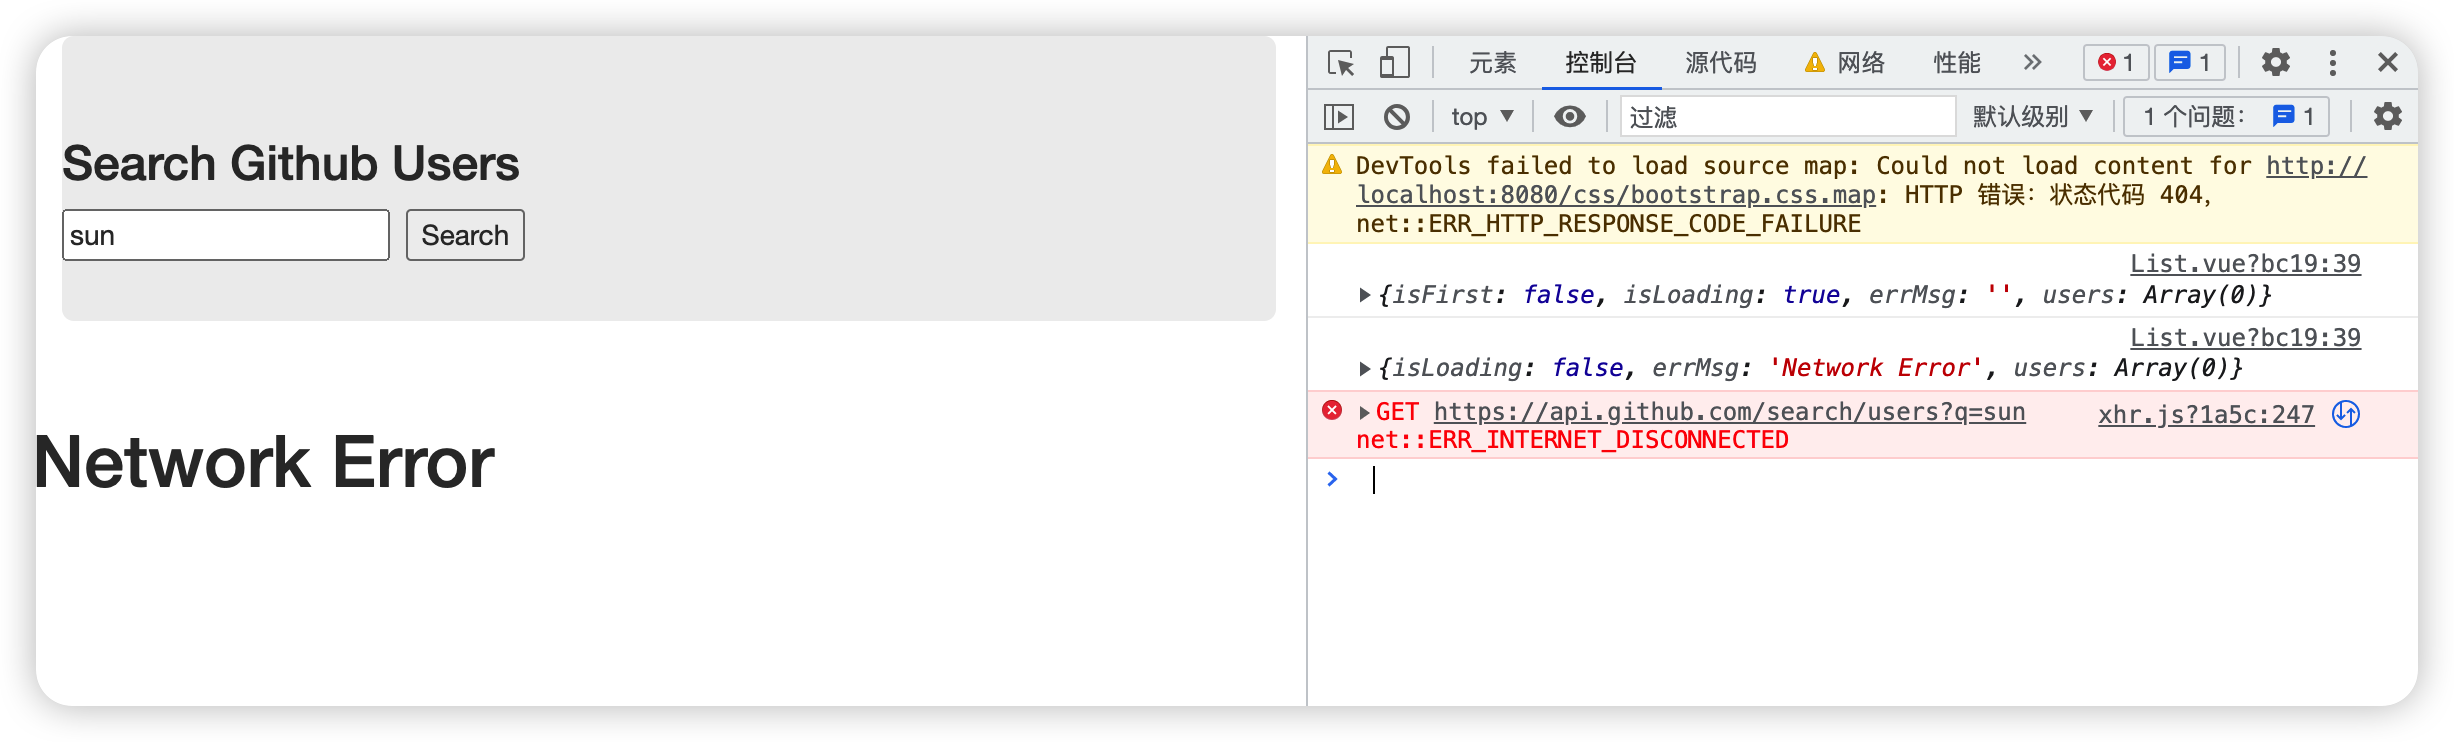 Search Github Users
sun
Search
Network Error
元素 控制台 源代码 网络 性能 1 1
top 过滤 默认级别 1 个问题: 1
DevTools failed to load source map: Could not load content for http://
localhost:8080/css/bootstrap.css.map: HTTP 错误：状态代码 404，
net::ERR_HTTP_RESPONSE_CODE_FAILURE
List.vue?bc19:39
{isFirst: false, isLoading: true, errMsg: '', users: Array(0)}
List.vue?bc19:39
{isLoading: false, errMsg: 'Network Error', users: Array(0)}
GET https://api.github.com/search/users?q=sun xhr.js?1a5c:247
net::ERR_INTERNET_DISCONNECTED